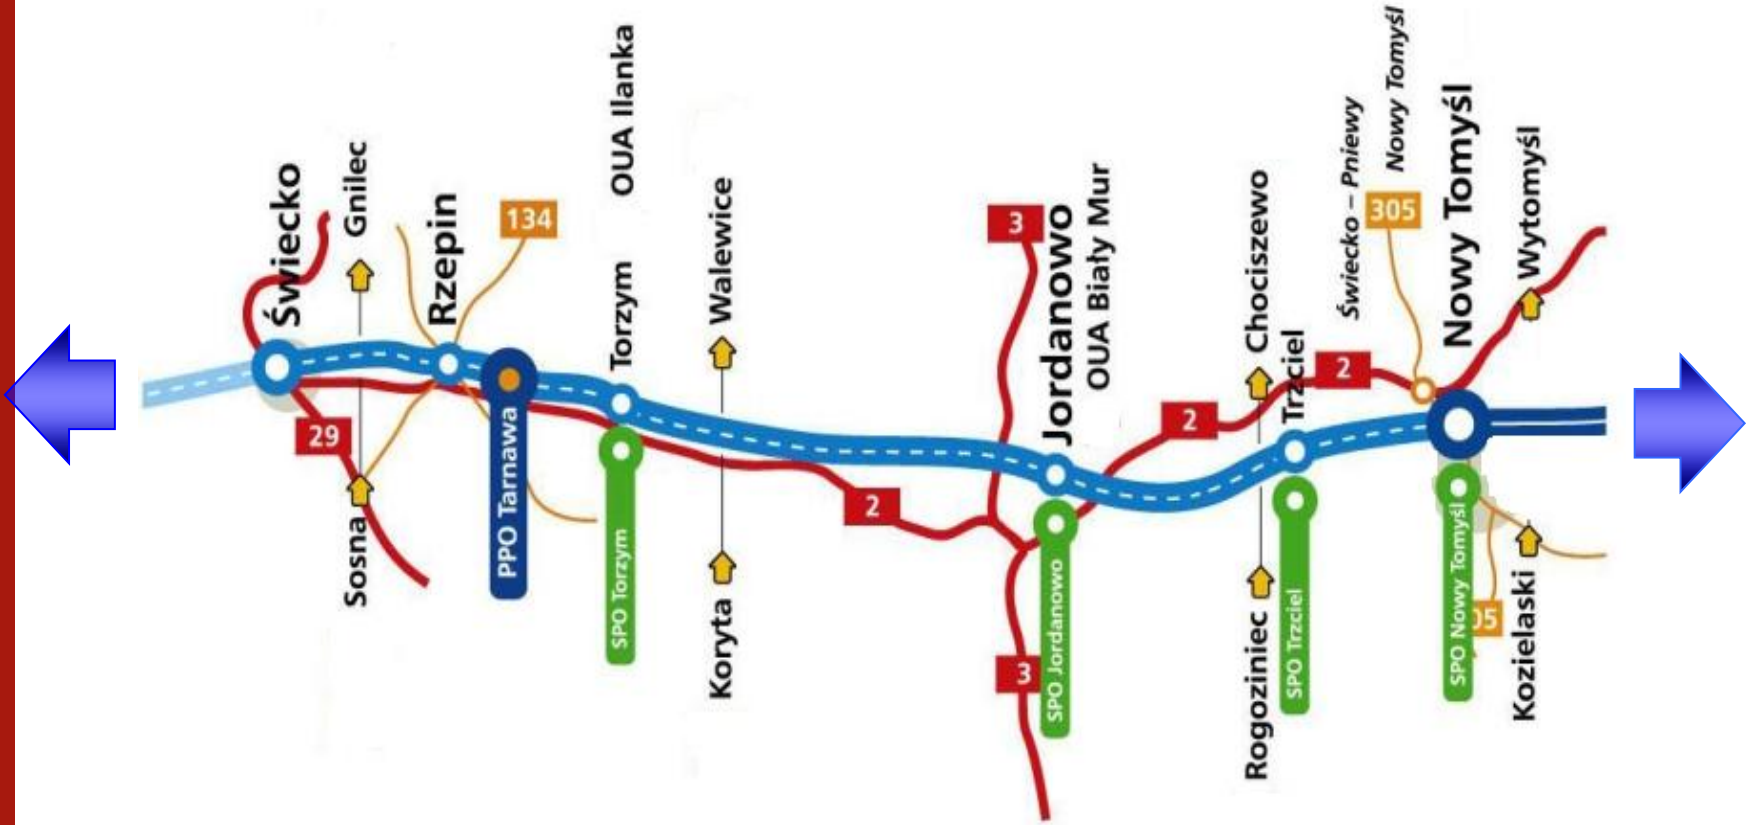 Świecko
Gnilec
Rzepin
134
OUA Ilanka
Torzym
Walewice
3
Jordanowo
OUA Biały Mur
Chociszewo
Trzciel
Świecko – Pniewy
Nowy Tomyśl
305
Nowy Tomyśl
Wytomyśl
2
2
29
2
Sosna
PPO Tarnawa
SPO Torzym
Koryta
3
SPO Jordanowo
Rogoziniec
SPO Trzciel
SPO Nowy Tomyśl
05
Kozielaski